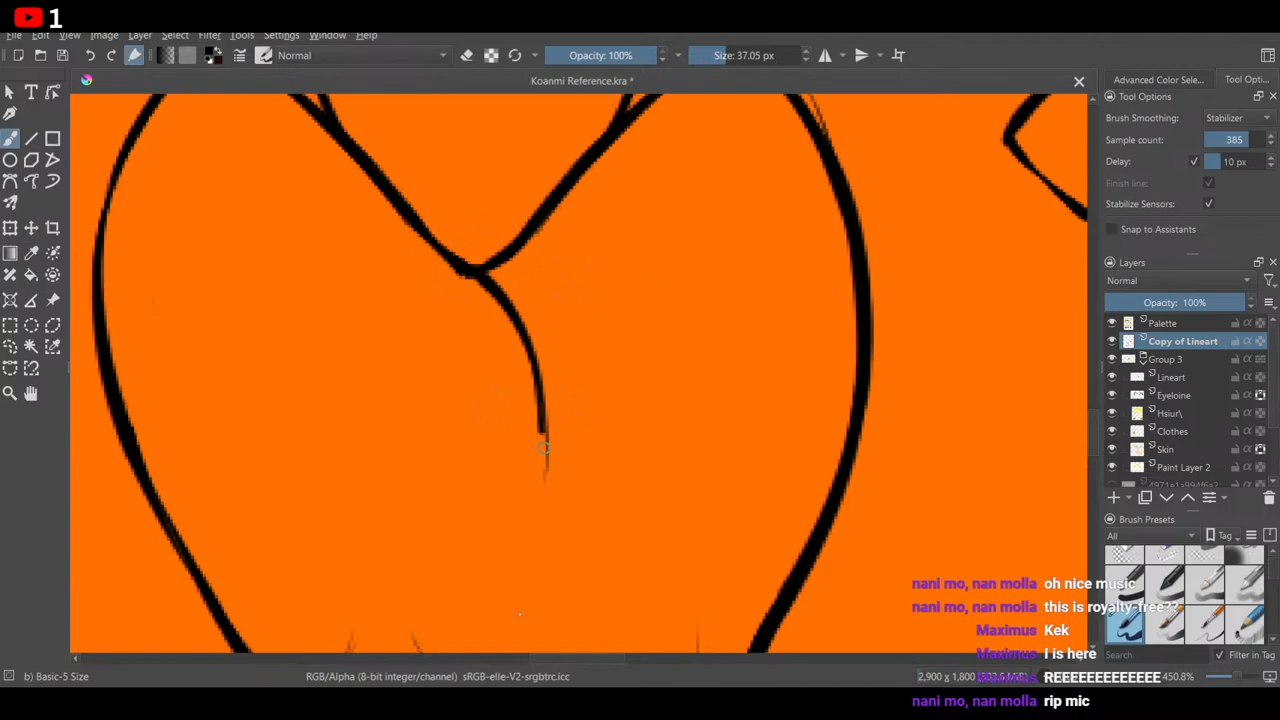 1
File Edit View Image Layer Select Filter Tools Settings Window Help
Normal
Opacity: 100%
Size: 37.05 px
Koanmi Reference.kra *
Advanced Color Sele...
Tool Opti...
Tool Options
Brush Smoothing: Stabilizer
Sample count: 385
Delay: 10 px
Finish line:
Stabilize Sensors:
Snap to Assistants
Layers
Normal
Opacity: 100%
Palette
Copy of Lineart
Group 3
Lineart
Eyeloine
Hsiur\
Clothes
Skin
Paint Layer 2
Brush Presets
All
Tag
nani mo, nan molla oh nice music
nani mo, nan molla this is royalty-free??
Maximus Kek
Maximus I is here
Maximus REEEEEEEEEEEEE
nani mo, nan molla rip mic
Search
Filter in Tag
b) Basic-5 Size
RGB/Alpha (8-bit integer/channel) sRGB-elle-V2-srgbtrc.icc
2,900 x 1,800
450.8%